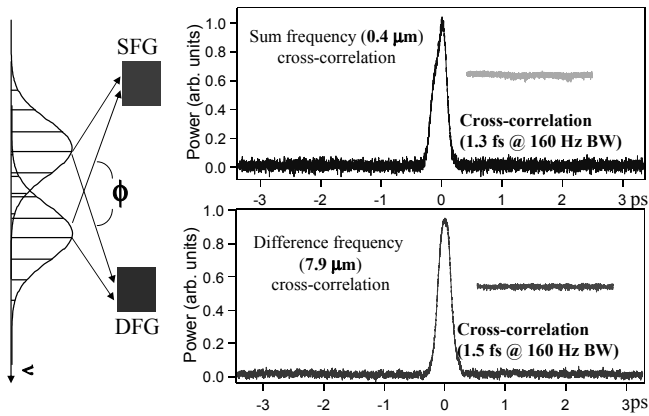 SFG
ϕ
DFG
ν
Power (arb. units)
1.0
0.8
0.6
0.4
0.2
0.0
Sum frequency (0.4 μm)
cross-correlation
Cross-correlation
(1.3 fs @ 160 Hz BW)
-3 -2 -1 0 1 2 3 ps
Power (arb. units)
1.0
0.8
0.6
0.4
0.2
0.0
Difference frequency
(7.9 μm)
cross-correlation
Cross-correlation
(1.5 fs @ 160 Hz BW)
-3 -2 -1 0 1 2 3 ps